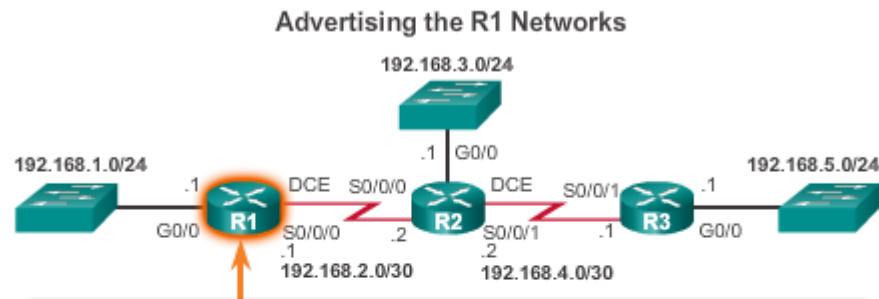 Advertising the R1 Networks
192.168.3.0/24
192.168.1.0/24
.1 G0/0
192.168.5.0/24
.1 DCE S0/0/0 DCE S0/0/1 .1
R1 R2 R3
G0/0 S0/0/0 .2 S0/0/1 .1 G0/0
.1 .2
192.168.2.0/30 192.168.4.0/30